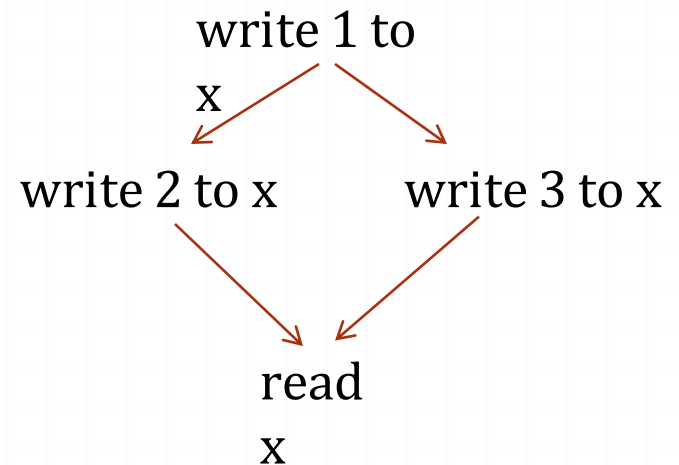 write 1 to
x
write 2 to x
write 3 to x
read
x